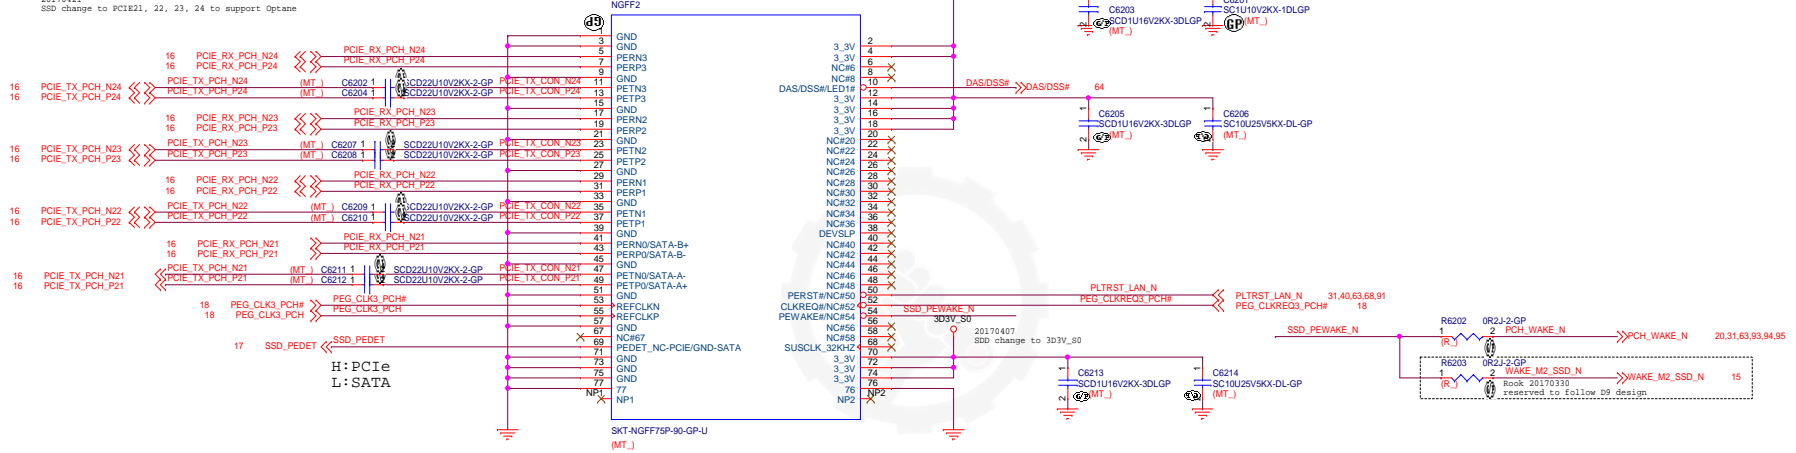 SSD change to PCIE21, 22, 23, 24 to support Optane
NGFF2
C6203
SCD1U16V2KX-3DLGP
(MT_)
SC1U10V2KX-1DLGP
(MT_)
16 PCIE_RX_PCH_N24 PCIE_RX_PCH_N24
16 PCIE_RX_PCH_P24 PCIE_RX_PCH_P24
16 PCIE_TX_PCH_N24 PCIE_TX_PCH_N24 (MT_) C6202 1 SCD22U10V2KX-2-GP PCIE_TX_CON_N24
16 PCIE_TX_PCH_P24 PCIE_TX_PCH_P24 (MT_) C6204 1 SCD22U10V2KX-2-GP PCIE_TX_CON_P24
16 PCIE_RX_PCH_N23 PCIE_RX_PCH_N23
16 PCIE_RX_PCH_P23 PCIE_RX_PCH_P23
16 PCIE_TX_PCH_N23 PCIE_TX_PCH_N23 (MT_) C6207 1 SCD22U10V2KX-2-GP PCIE_TX_CON_N23
16 PCIE_TX_PCH_P23 PCIE_TX_PCH_P23 (MT_) C6208 1 SCD22U10V2KX-2-GP PCIE_TX_CON_P23
16 PCIE_RX_PCH_N22 PCIE_RX_PCH_N22
16 PCIE_RX_PCH_P22 PCIE_RX_PCH_P22
16 PCIE_TX_PCH_N22 PCIE_TX_PCH_N22 (MT_) C6209 1 SCD22U10V2KX-2-GP PCIE_TX_CON_N22
16 PCIE_TX_PCH_P22 PCIE_TX_PCH_P22 (MT_) C6210 1 SCD22U10V2KX-2-GP PCIE_TX_CON_P22
16 PCIE_RX_PCH_N21 PCIE_RX_PCH_N21
16 PCIE_RX_PCH_P21 PCIE_RX_PCH_P21
16 PCIE_TX_PCH_N21 PCIE_TX_PCH_N21 (MT_) C6211 1 SCD22U10V2KX-2-GP PCIE_TX_CON_N21
16 PCIE_TX_PCH_P21 PCIE_TX_PCH_P21 (MT_) C6212 1 SCD22U10V2KX-2-GP PCIE_TX_CON_P21
18 PEG_CLK3_PCH# PEG_CLK3_PCH#
18 PEG_CLK3_PCH PEG_CLK3_PCH
17 SSD_PEDET SSD_PEDET
H:PCIe
L:SATA
GND
3 GND
5 PERN3
7 PERP3
9 GND
11 PETN3
13 PETP3
15 GND
17 PERN2
19 PERP2
21 GND
23 PETN2
25 PETP2
27 GND
29 PERN1
31 PERP1
33 GND
35 PETN1
37 PETP1
39 GND
41 PERN0/SATA-B+
43 PERP0/SATA-B-
45 GND
47 PETN0/SATA-A-
49 PETP0/SATA-A+
51 GND
53 REFCLKN
55 REFCLKP
57 GND
67 NC#67
69 PEDET_NC-PCIE/GND-SATA
71 GND
73 GND
75 GND
77 77
NP1 NP1
3_3V 2
3_3V 4
NC#6 6
NC#8 8
DAS/DSS#/LED1# 10
3_3V 12
3_3V 14
3_3V 16
3_3V 18
NC#20 20
NC#22 22
NC#24 24
NC#26 26
NC#28 28
NC#30 30
NC#32 32
NC#34 34
NC#36 36
DEVSLP 38
NC#40 40
NC#42 42
NC#44 44
NC#46 46
NC#48 48
PERST#/NC#50 50
CLKREQ#/NC#52 52
PEWAKE#/NC#54 54
NC#56 56
NC#58 58
SUSCLK_32KHZ 68
3_3V 70
3_3V 72
3_3V 74
76 76
NP2 NP2
SKT-NGFF75P-90-GP-U
(MT_)
DAS/DSS# DAS/DSS# 64
C6205
SCD1U16V2KX-3DLGP
(MT_)
C6206
SC10U25V5KX-DL-GP
(MT_)
PLTRST_LAN_N PLTRST_LAN_N 31,40,63,68,91
PEG_CLKREQ3_PCH# PEG_CLKREQ3_PCH# 18
SSD_PEWAKE_N
3D3V_S0
20170407
SDD change to 3D3V_S0
C6213
SCD1U16V2KX-3DLGP
(MT_)
C6214
SC10U25V5KX-DL-GP
(MT_)
SSD_PEWAKE_N
R6202 0R2J-2-GP
1 2 PCH_WAKE_N PCH_WAKE_N 20,31,63,93,94,95
(R_)
R6203 0R2J-2-GP
1 2 WAKE_M2_SSD_N WAKE_M2_SSD_N 15
(R_)
Rook 20170330
reserved to follow D9 design